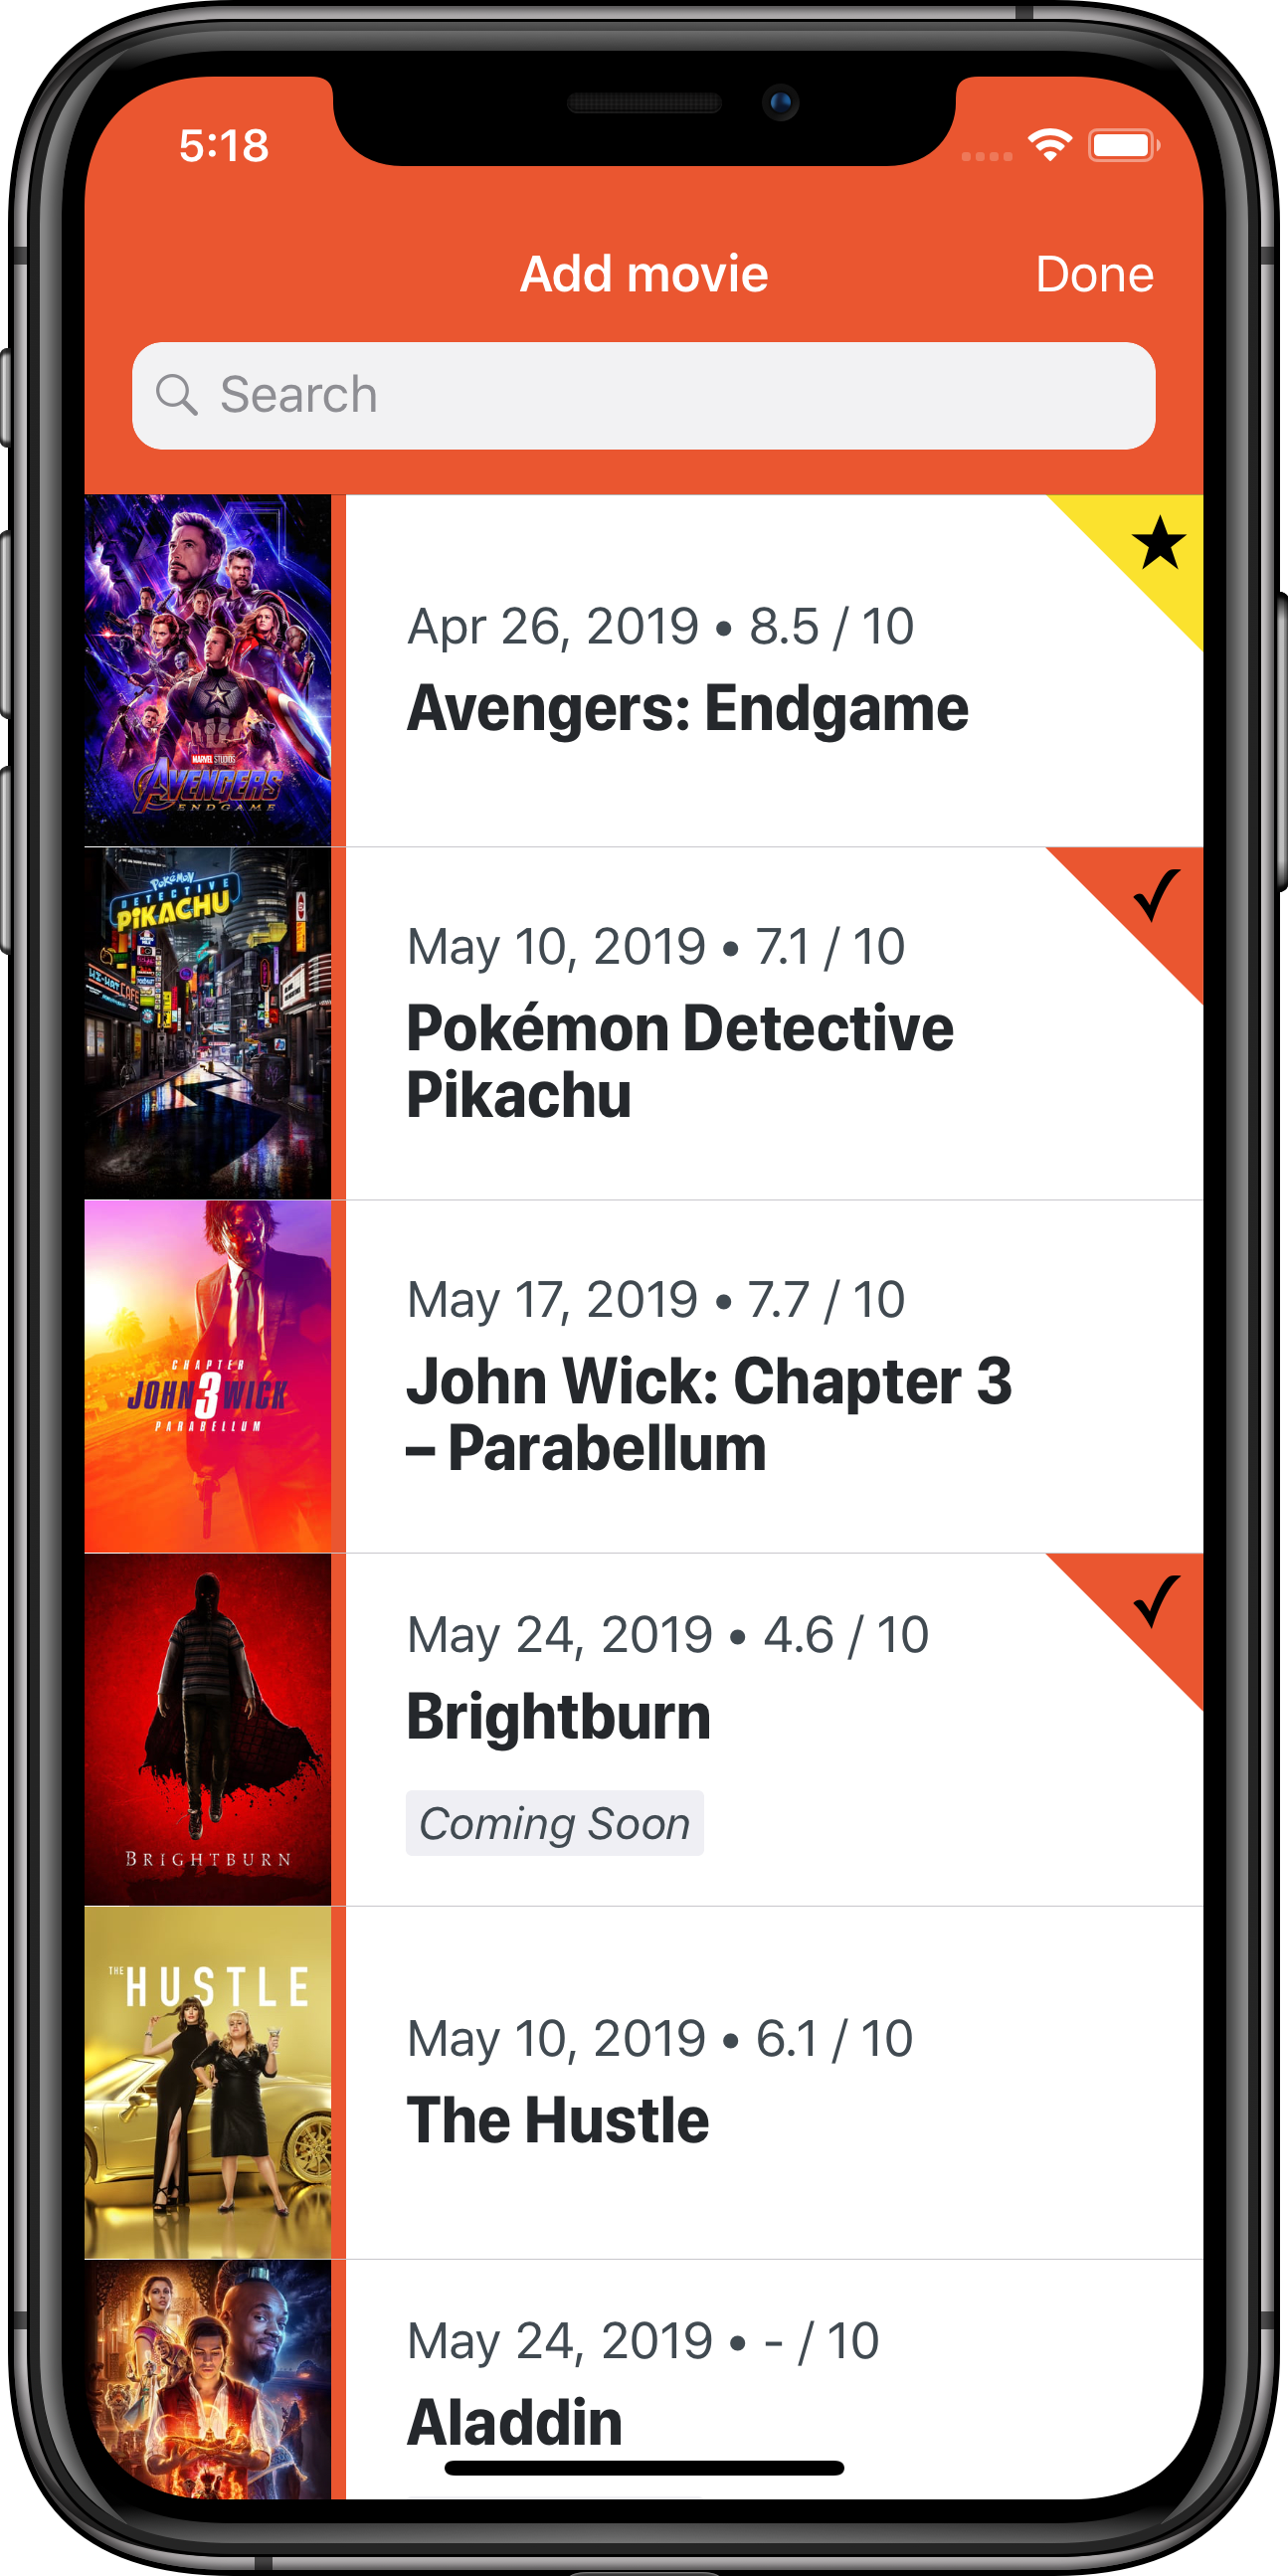 5:18
Add movie
Done
Search
MARVEL STUDIOS
AVENGERS
ENDGAME
Apr 26, 2019 • 8.5 / 10
Avengers: Endgame
POKÉMON
DETECTIVE
PIKACHU
HI-HAT CAFE
May 10, 2019 • 7.1 / 10
Pokémon Detective
Pikachu
CHAPTER
JOHN 3 WICK
PARABELLUM
May 17, 2019 • 7.7 / 10
John Wick: Chapter 3
– Parabellum
BRIGHTBURN
May 24, 2019 • 4.6 / 10
Brightburn
Coming Soon
THE HUSTLE
May 10, 2019 • 6.1 / 10
The Hustle
May 24, 2019 • - / 10
Aladdin